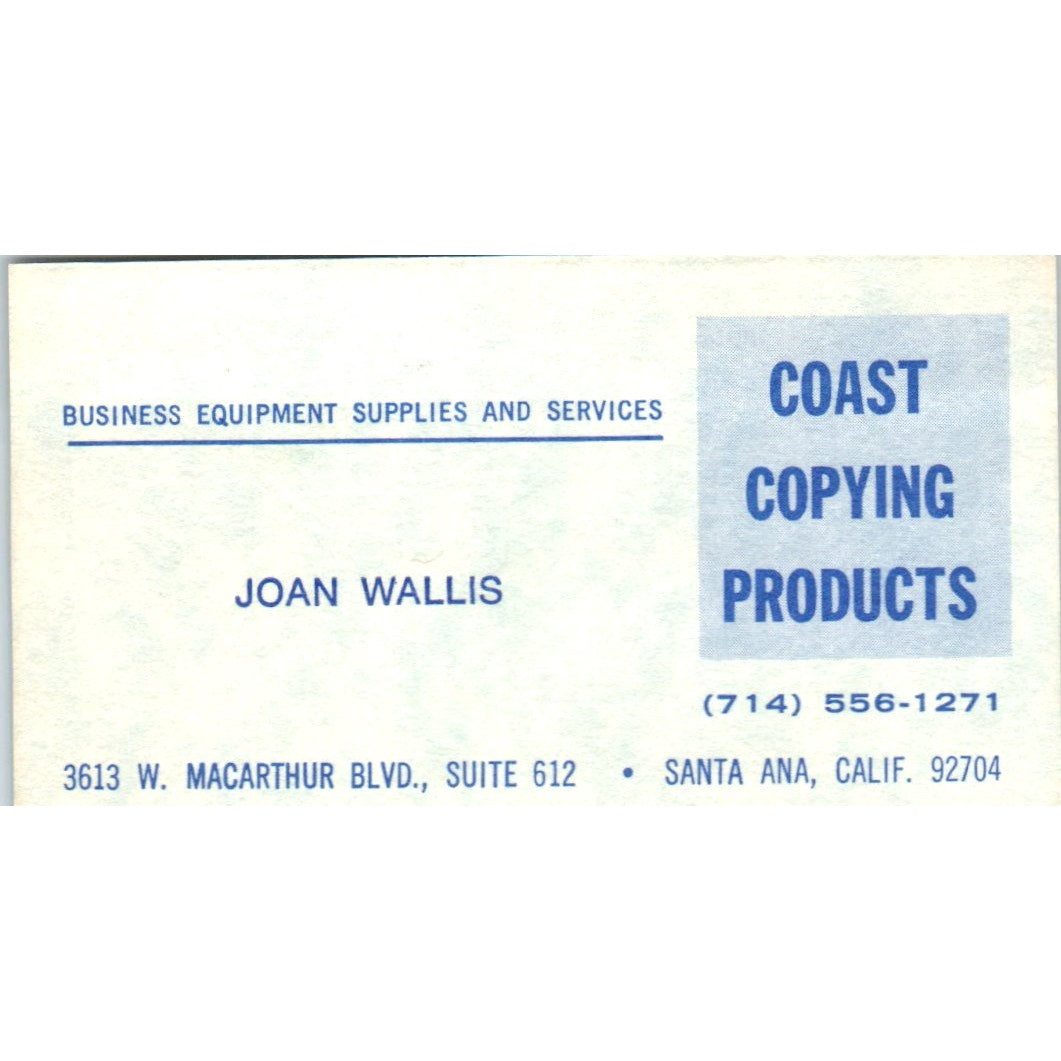 BUSINESS EQUIPMENT SUPPLIES AND SERVICES
JOAN WALLIS
COAST
COPYING
PRODUCTS
(714) 556-1271
3613 W. MACARTHUR BLVD., SUITE 612 • SANTA ANA, CALIF. 92704